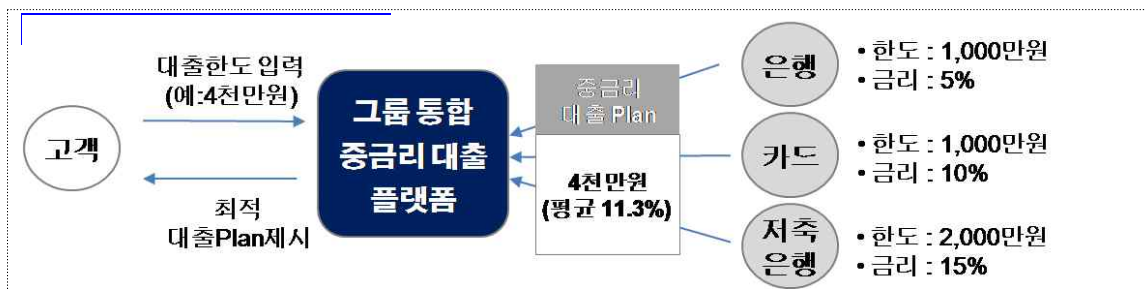 고객
대출한도 입력
(예:4천만원)
최적
대출Plan제시
그룹 통합
중금리 대출
플랫폼
중금리
대출 Plan
4천만원
(평균 11.3%)
은행
• 한도 : 1,000만원
• 금리 : 5%
카드
• 한도 : 1,000만원
• 금리 : 10%
저축
은행
• 한도 : 2,000만원
• 금리 : 15%